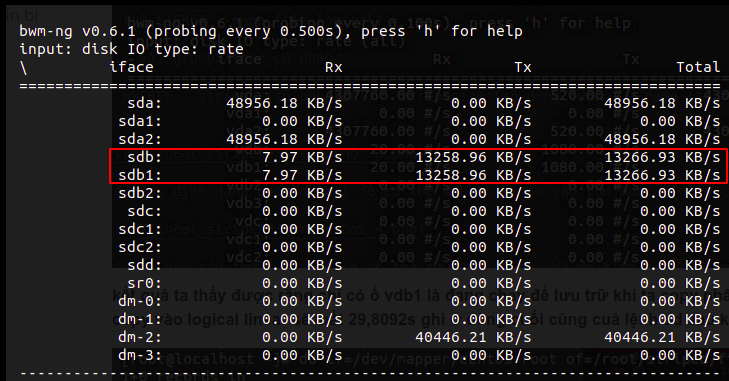 bwm-ng v0.6.1 (probing every 0.500s), press 'h' for help
input: disk IO type: rate
\ iface Rx Tx Total
==============================================================================
sda: 48956.18 KB/s 0.00 KB/s 48956.18 KB/s
sda1: 0.00 KB/s 0.00 KB/s 0.00 KB/s
sda2: 48956.18 KB/s 0.00 KB/s 48956.18 KB/s
sdb: 7.97 KB/s 13258.96 KB/s 13266.93 KB/s
sdb1: 7.97 KB/s 13258.96 KB/s 13266.93 KB/s
sdb2: 0.00 KB/s 0.00 KB/s 0.00 KB/s
sdc: 0.00 KB/s 0.00 KB/s 0.00 KB/s
sdc1: 0.00 KB/s 0.00 KB/s 0.00 KB/s
sdc2: 0.00 KB/s 0.00 KB/s 0.00 KB/s
sdd: 0.00 KB/s 0.00 KB/s 0.00 KB/s
sr0: 0.00 KB/s 0.00 KB/s 0.00 KB/s
dm-0: 0.00 KB/s 0.00 KB/s 0.00 KB/s
dm-1: 0.00 KB/s 0.00 KB/s 0.00 KB/s
dm-2: 0.00 KB/s 40446.21 KB/s 40446.21 KB/s
dm-3: 0.00 KB/s 0.00 KB/s 0.00 KB/s
------------------------------------------------------------------------------